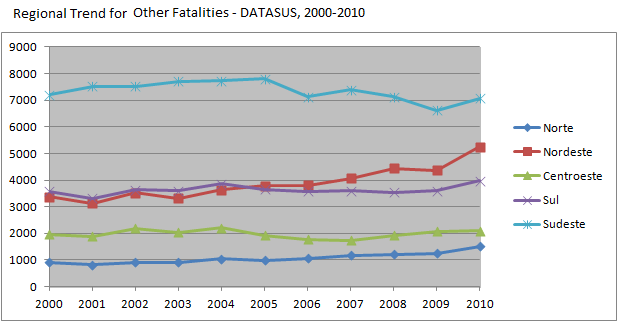 Regional Trend for Other Fatalities - DATASUS, 2000-2010
9000
8000
7000
6000
5000
4000
3000
2000
1000
0
2000 2001 2002 2003 2004 2005 2006 2007 2008 2009 2010
Norte
Nordeste
Centroeste
Sul
Sudeste